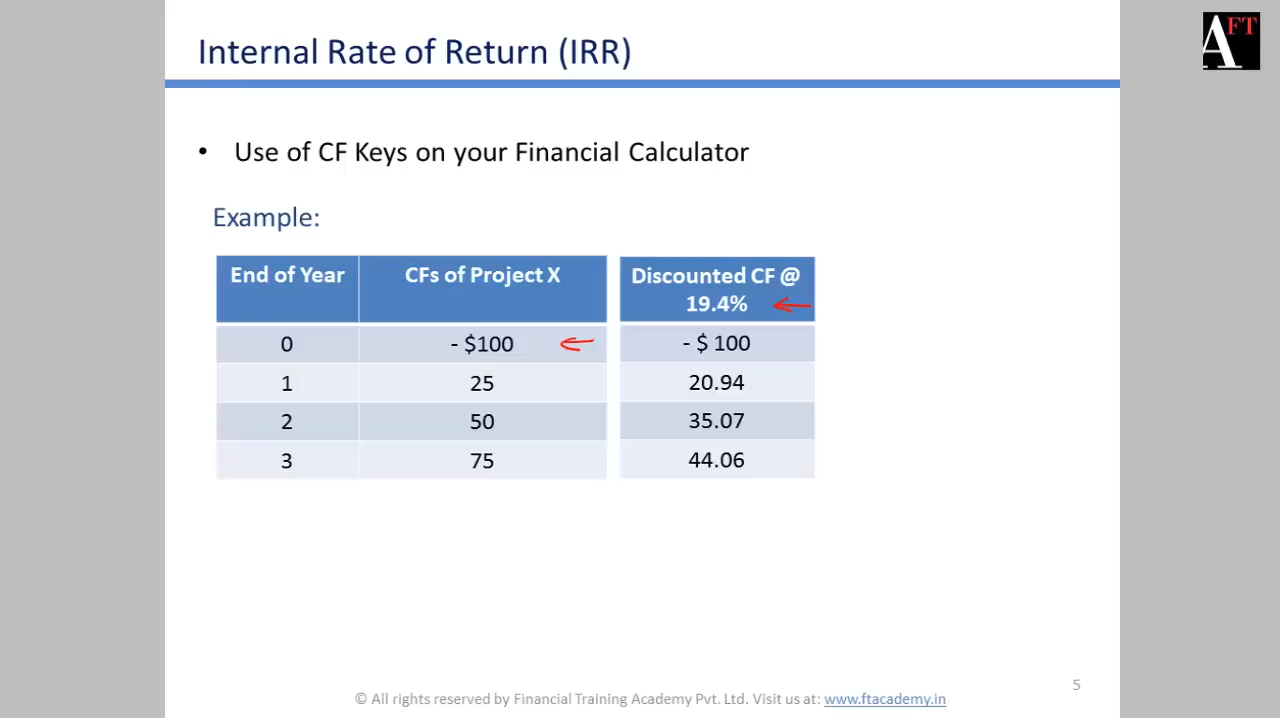 Internal Rate of Return (IRR)
AFT
• Use of CF Keys on your Financial Calculator
Example:
End of Year CFs of Project X Discounted CF @
19.4%
0 - $100 - $ 100
1 25 20.94
2 50 35.07
3 75 44.06
5
© All rights reserved by Financial Training Academy Pvt. Ltd. Visit us at: www.ftacademy.in